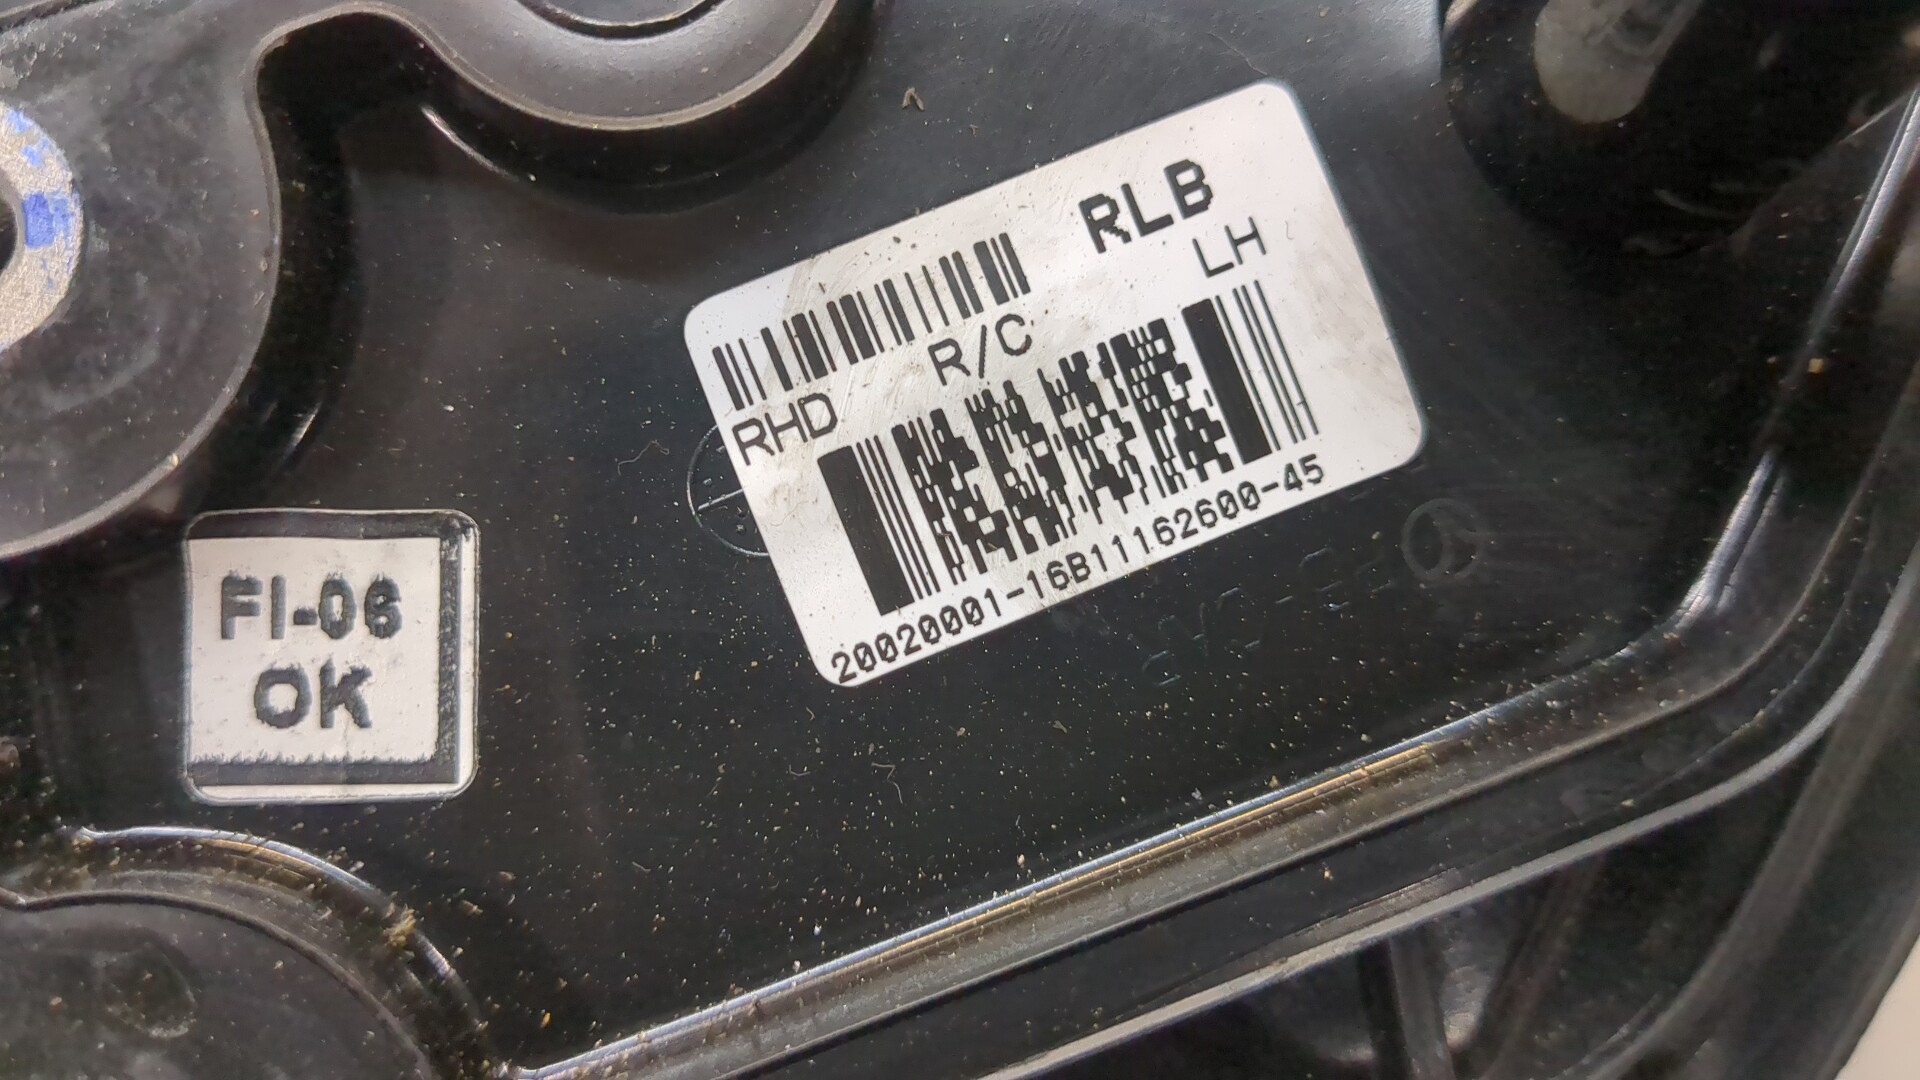 RLB
LH
R/C
RHD
20020001-16B11162600-45
FI-06
OK